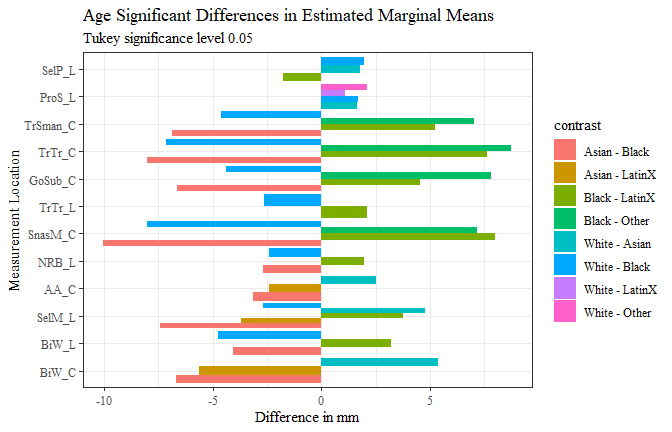 Age Significant Differences in Estimated Marginal Means
Tukey significance level 0.05
Measurement Location
SelP_L
ProS_L
TrSman_C
TrTr_C
GoSub_C
TrTr_L
SnasM_C
NRB_L
AA_C
SelM_L
BiW_L
BiW_C
-10
-5
0
5
Difference in mm
contrast
Asian - Black
Asian - LatinX
Black - LatinX
Black - Other
White - Asian
White - Black
White - LatinX
White - Other